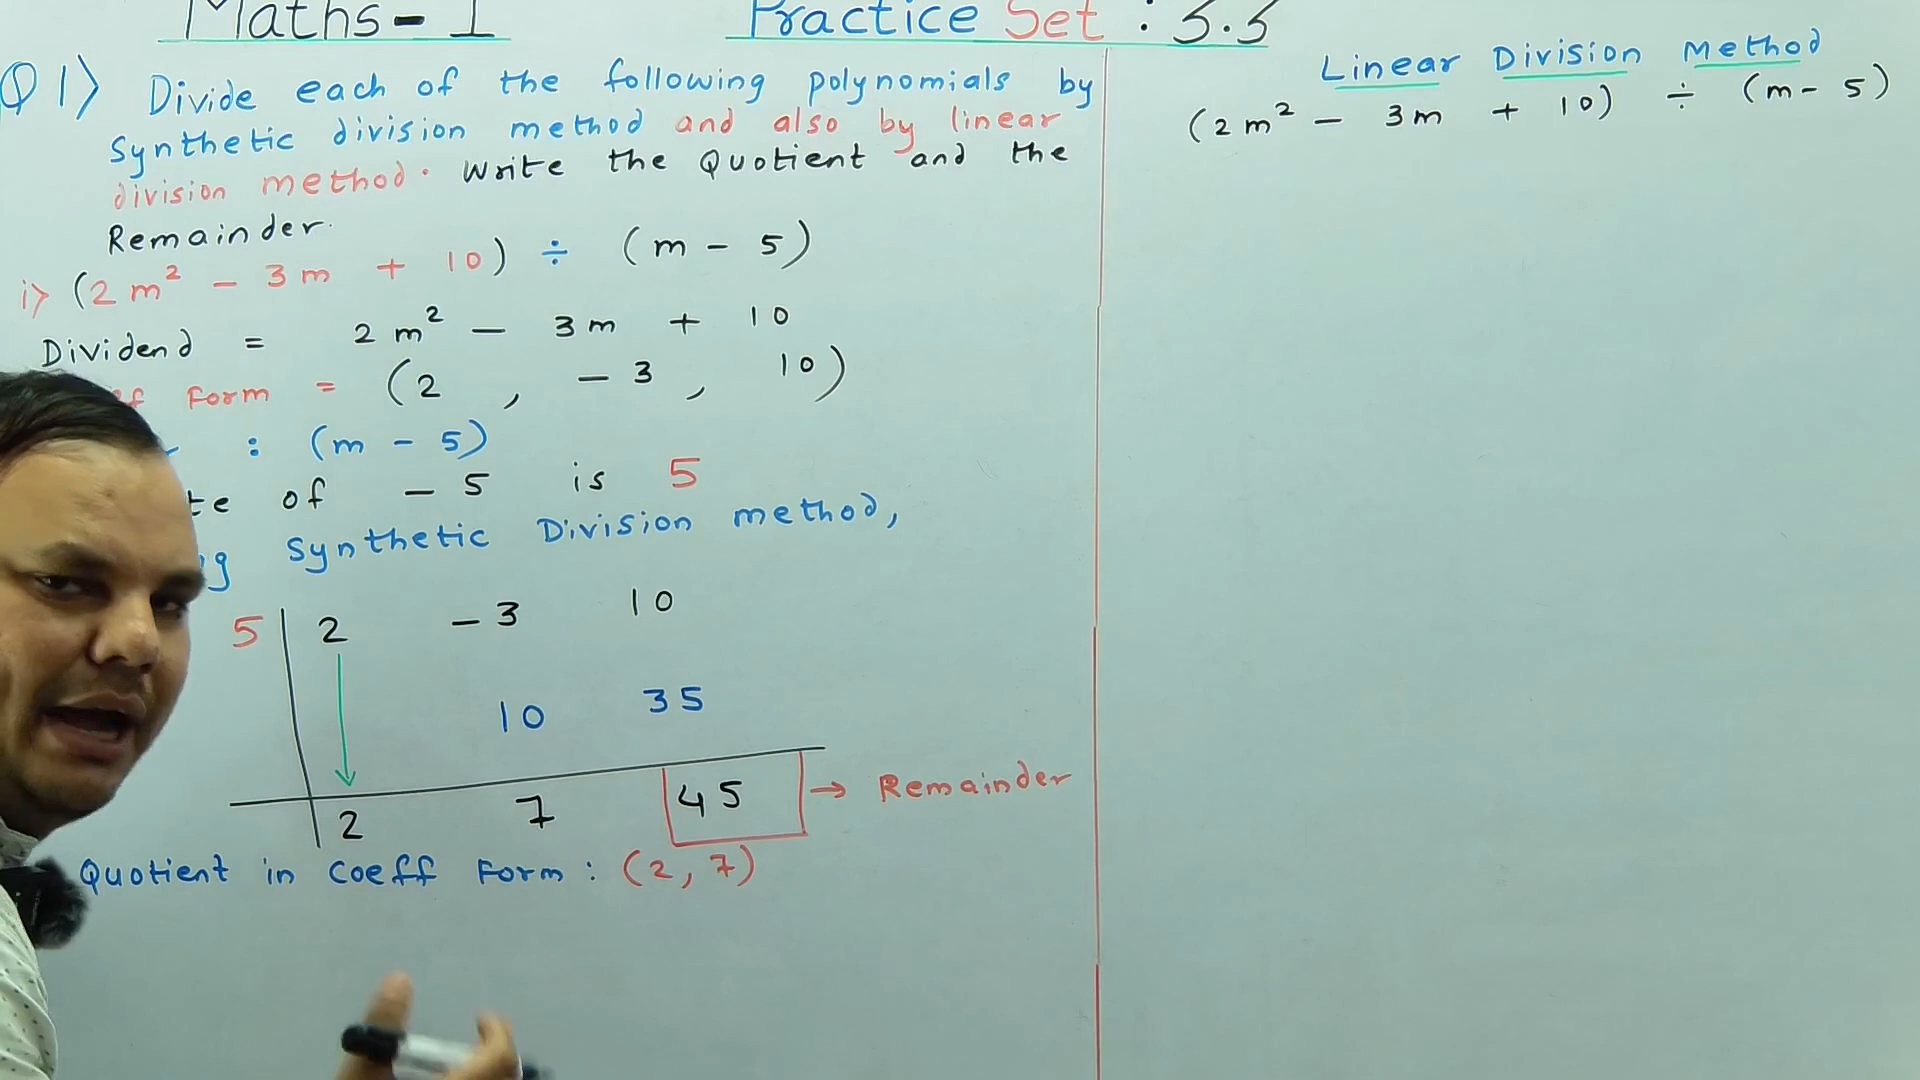 Maths - 1 Practice Set : 3.3
Q 1) Divide each of the following polynomials by
synthetic division method and also by linear
division method. Write the Quotient and the
Remainder.
i) (2m² - 3m + 10) ÷ (m - 5)
Dividend = 2m² - 3m + 10
Form = (2 , -3 , 10)
: (m - 5)
of - 5 is 5
Synthetic Division method,
5 2 -3 10
10 35
2 7 45 → Remainder
Quotient in coeff Form : (2, 7)
Linear Division Method
(2m² - 3m + 10) ÷ (m - 5)